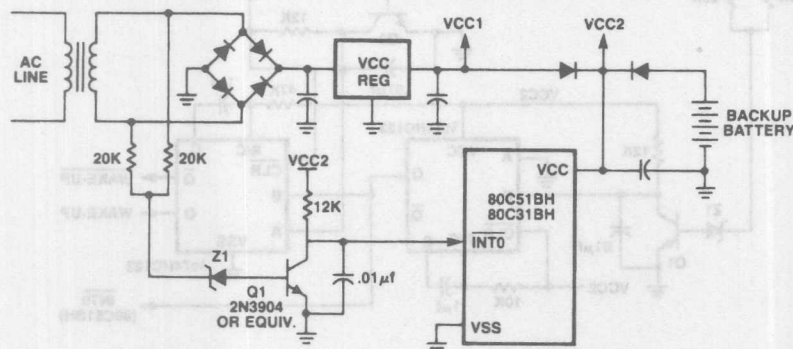 AC
LINE
VCC1
VCC2
VCC
REG
BACKUP
BATTERY
20K
20K
VCC2
12K
VCC
80C51BH
80C31BH
INT0
Z1
.01μf
Q1
2N3904
OR EQUIV.
VSS